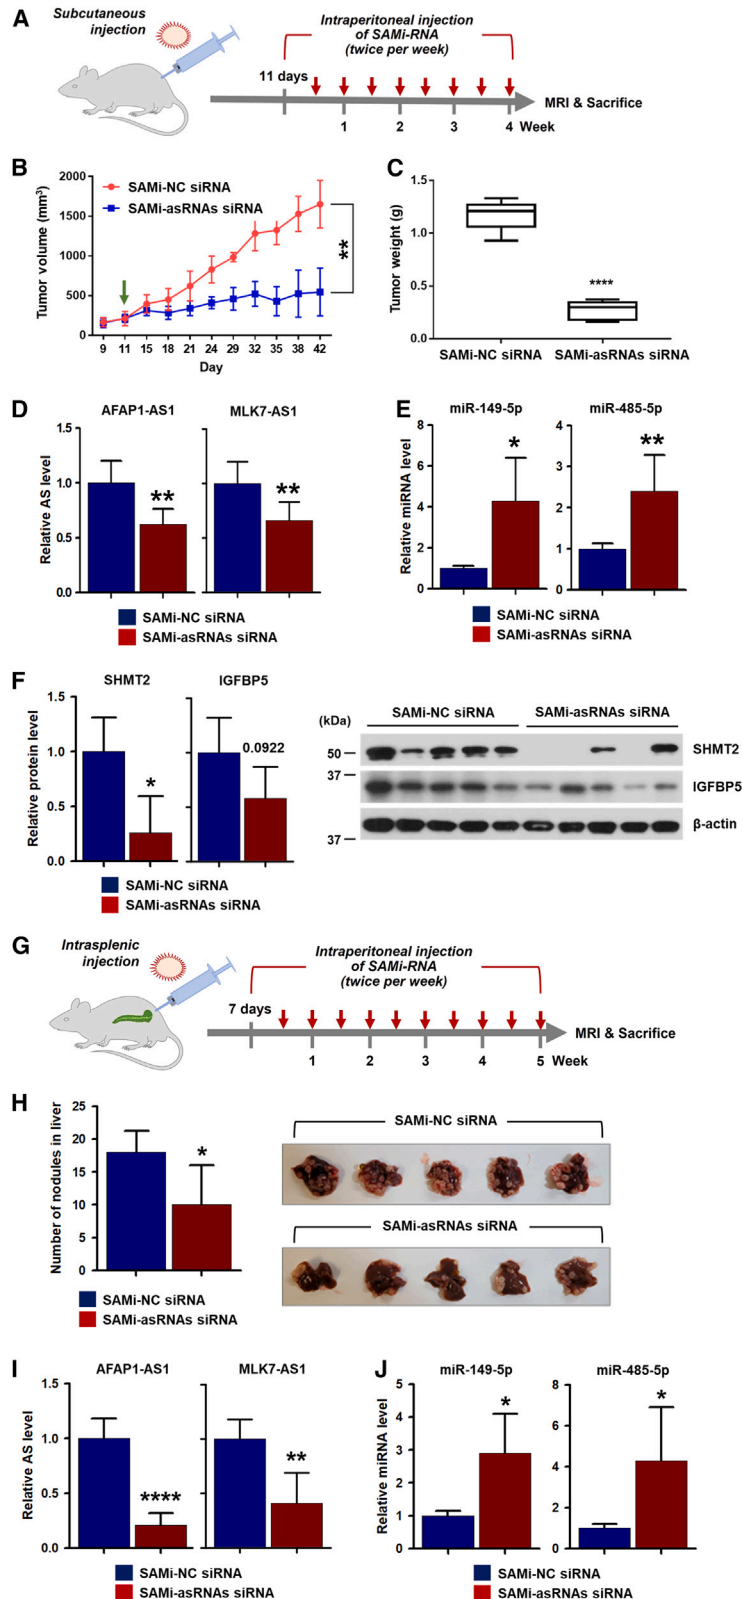 A
Subcutaneous
injection
Intraperitoneal injection
of SAMi-RNA
(twice per week)
11 days
MRI & Sacrifice
1 2 3 4 Week
B
Tumor volume (mm3)
2000
1500
1000
500
0
SAMi-NC siRNA
SAMi-asRNAs siRNA
**
9 11 15 18 21 24 29 32 35 38 42
Day
C
Tumor weight (g)
1.5
1.0
0.5
0.0
****
SAMi-NC siRNA SAMi-asRNAs siRNA
D
AFAP1-AS1 MLK7-AS1
Relative AS level
1.5
1.0
0.5
0.0
** **
SAMi-NC siRNA
SAMi-asRNAs siRNA
E
miR-149-5p miR-485-5p
Relative miRNA level
8
6
4
2
0
*
4
3
2
1
0
**
SAMi-NC siRNA
SAMi-asRNAs siRNA
F
SHMT2 IGFBP5
Relative protein level
1.5
1.0
0.5
0.0
*
0.0922
SAMi-NC siRNA
SAMi-asRNAs siRNA
(kDa)
SAMi-NC siRNA SAMi-asRNAs siRNA
50 SHMT2
37
IGFBP5
β-actin
37
G
Intrasplenic
injection
Intraperitoneal injection
of SAMi-RNA
(twice per week)
7 days
MRI & Sacrifice
1 2 3 4 5 Week
H
Number of nodules in liver
25
20
15
10
5
0
*
SAMi-NC siRNA
SAMi-asRNAs siRNA
SAMi-NC siRNA
SAMi-asRNAs siRNA
I
AFAP1-AS1 MLK7-AS1
Relative AS level
1.5
1.0
0.5
0.0
**** **
SAMi-NC siRNA
SAMi-asRNAs siRNA
J
miR-149-5p miR-485-5p
Relative miRNA level
5
4
3
2
1
0
*
8
6
4
2
0
*
SAMi-NC siRNA
SAMi-asRNAs siRNA